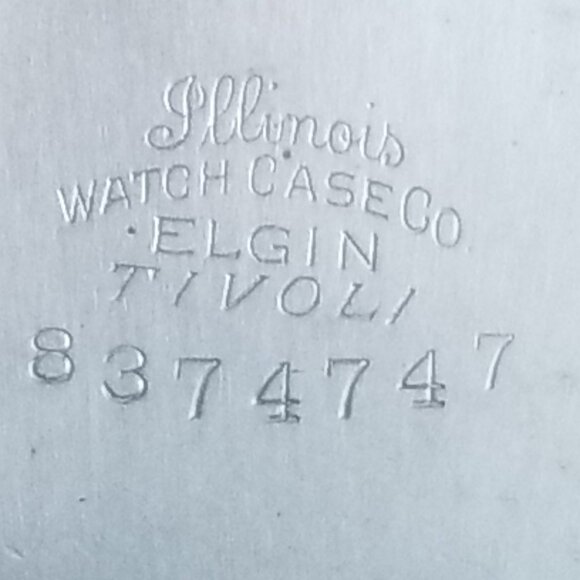 Illinois
WATCH CASE CO.
·ELGIN
TIVOLI
8374747